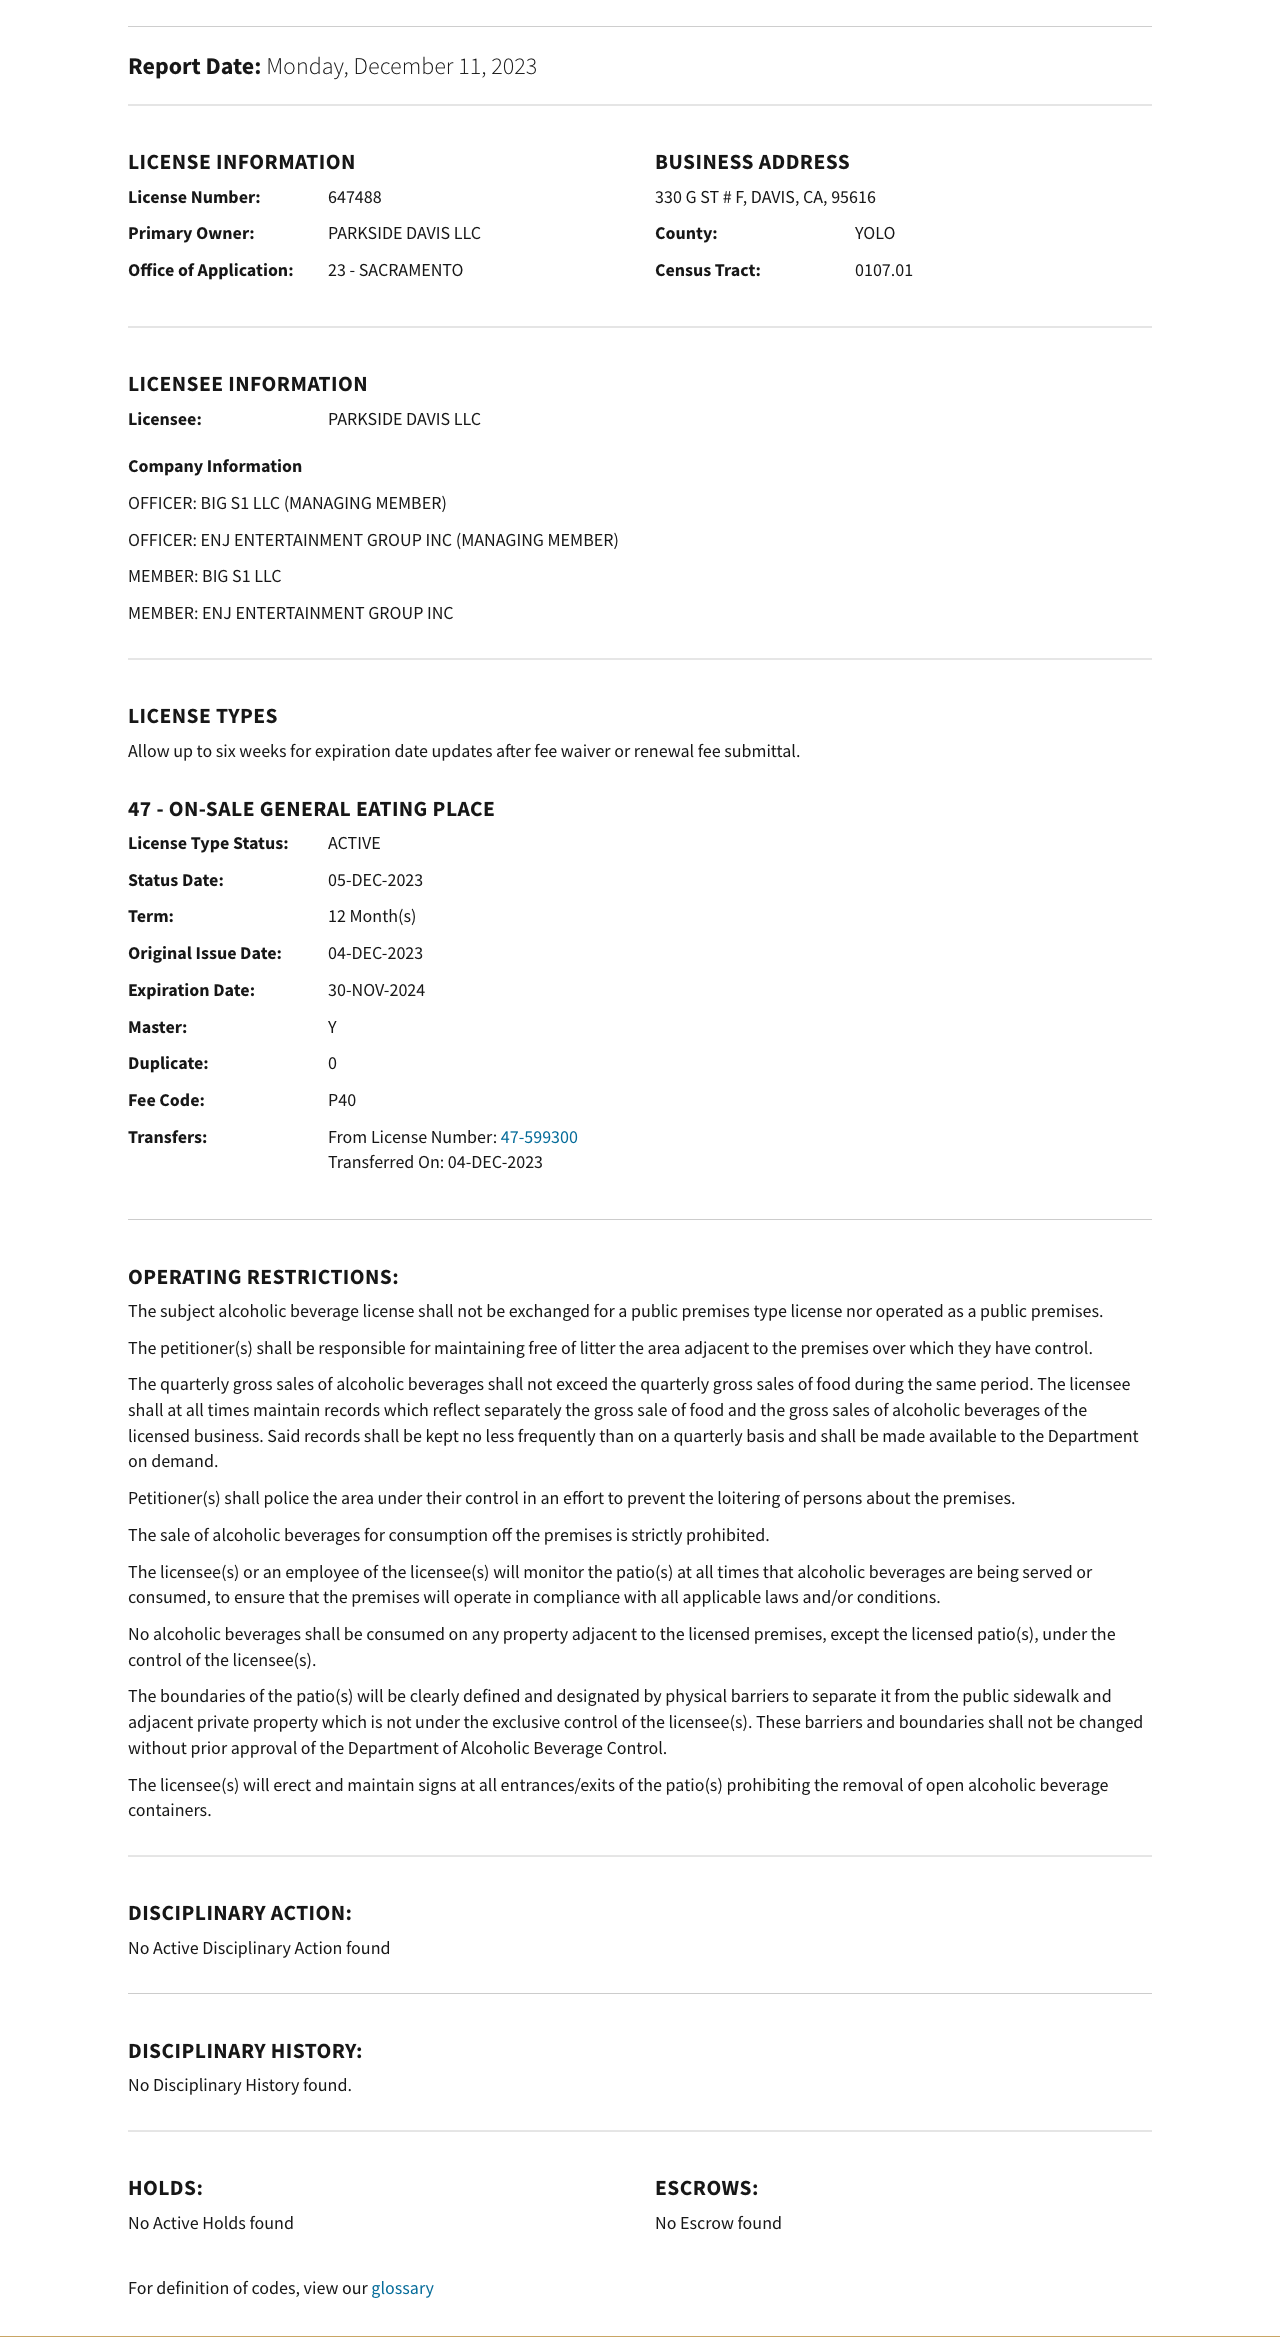 Report Date: Monday, December 11, 2023
LICENSE INFORMATION
License Number: 647488
Primary Owner: PARKSIDE DAVIS LLC
Office of Application: 23 - SACRAMENTO
BUSINESS ADDRESS
330 G ST # F, DAVIS, CA, 95616
County: YOLO
Census Tract: 0107.01
LICENSEE INFORMATION
Licensee: PARKSIDE DAVIS LLC
Company Information
OFFICER: BIG S1 LLC (MANAGING MEMBER)
OFFICER: ENJ ENTERTAINMENT GROUP INC (MANAGING MEMBER)
MEMBER: BIG S1 LLC
MEMBER: ENJ ENTERTAINMENT GROUP INC
LICENSE TYPES
Allow up to six weeks for expiration date updates after fee waiver or renewal fee submittal.
47 - ON-SALE GENERAL EATING PLACE
License Type Status: ACTIVE
Status Date: 05-DEC-2023
Term: 12 Month(s)
Original Issue Date: 04-DEC-2023
Expiration Date: 30-NOV-2024
Master: Y
Duplicate: 0
Fee Code: P40
Transfers: From License Number: 47-599300
Transferred On: 04-DEC-2023
OPERATING RESTRICTIONS:
The subject alcoholic beverage license shall not be exchanged for a public premises type license nor operated as a public premises.
The petitioner(s) shall be responsible for maintaining free of litter the area adjacent to the premises over which they have control.
The quarterly gross sales of alcoholic beverages shall not exceed the quarterly gross sales of food during the same period. The licensee
shall at all times maintain records which reflect separately the gross sale of food and the gross sales of alcoholic beverages of the
licensed business. Said records shall be kept no less frequently than on a quarterly basis and shall be made available to the Department
on demand.
Petitioner(s) shall police the area under their control in an effort to prevent the loitering of persons about the premises.
The sale of alcoholic beverages for consumption off the premises is strictly prohibited.
The licensee(s) or an employee of the licensee(s) will monitor the patio(s) at all times that alcoholic beverages are being served or
consumed, to ensure that the premises will operate in compliance with all applicable laws and/or conditions.
No alcoholic beverages shall be consumed on any property adjacent to the licensed premises, except the licensed patio(s), under the
control of the licensee(s).
The boundaries of the patio(s) will be clearly defined and designated by physical barriers to separate it from the public sidewalk and
adjacent private property which is not under the exclusive control of the licensee(s). These barriers and boundaries shall not be changed
without prior approval of the Department of Alcoholic Beverage Control.
The licensee(s) will erect and maintain signs at all entrances/exits of the patio(s) prohibiting the removal of open alcoholic beverage
containers.
DISCIPLINARY ACTION:
No Active Disciplinary Action found
DISCIPLINARY HISTORY:
No Disciplinary History found.
HOLDS:
No Active Holds found
ESCROWS:
No Escrow found
For definition of codes, view our glossary